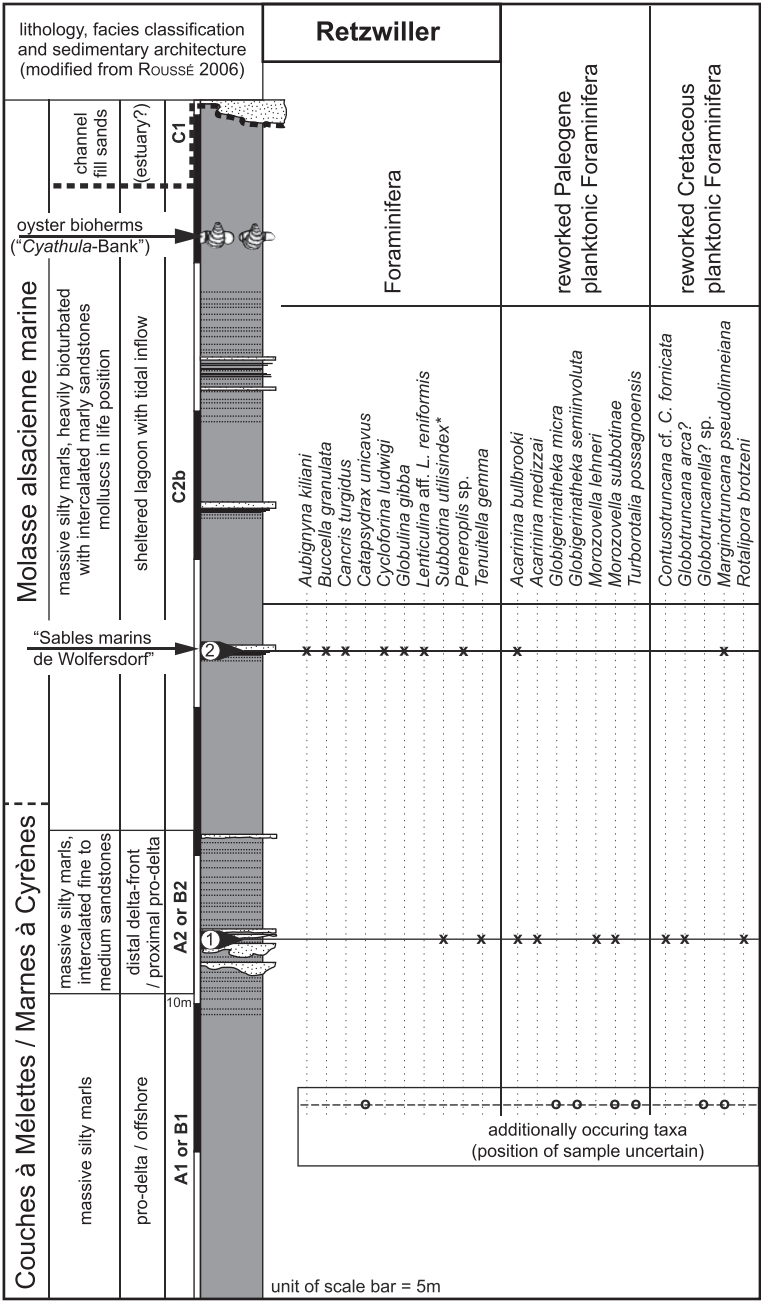 lithology, facies classification
and sedimentary architecture
(modified from ROUSSÉ 2006)
Retzwiller
channel
fill sands
(estuary?)
C1
Foraminifera
reworked Paleogene
planktonic Foraminifera
reworked Cretaceous
planktonic Foraminifera
oyster bioherms
(“Cyathula-Bank”)
Molasse alsacienne marine
massive silty marls, heavily bioturbated
with intercalated marly sandstones
molluscs in life position
sheltered lagoon with tidal inflow
C2b
Aubignyna kiliani
Buccella granulata
Cancris turgidus
Catapsydrax unicavus
Cycloforina ludwigi
Globulina gibba
Lenticulina aff. L. reniformis
Subbotina utilisindex*
Peneroplis sp.
Tenuitella gemma
Acarinina bullbrooki
Acarinina medizzai
Globigerinatheka micra
Globigerinatheka semiinvoluta
Morozovella lehneri
Morozovella subbotinae
Turborotalia possagnoensis
Contusotruncana cf. C. fornicata
Globotruncana arca?
Globotruncanella? sp.
Marginotruncana pseudolinneiana
Rotalipora brotzeni
“Sables marins
de Wolfersdorf”
2
x x x x x x x x x
Couches à Mélettes / Marnes à Cyrènes
massive silty marls,
intercalated fine to
medium sandstones
distal delta-front
/ proximal pro-delta
A2 or B2
1
x x x x x x x x x
10m
massive silty marls
pro-delta / offshore
A1 or B1
o o o o o o o
additionally occuring taxa
(position of sample uncertain)
unit of scale bar = 5m